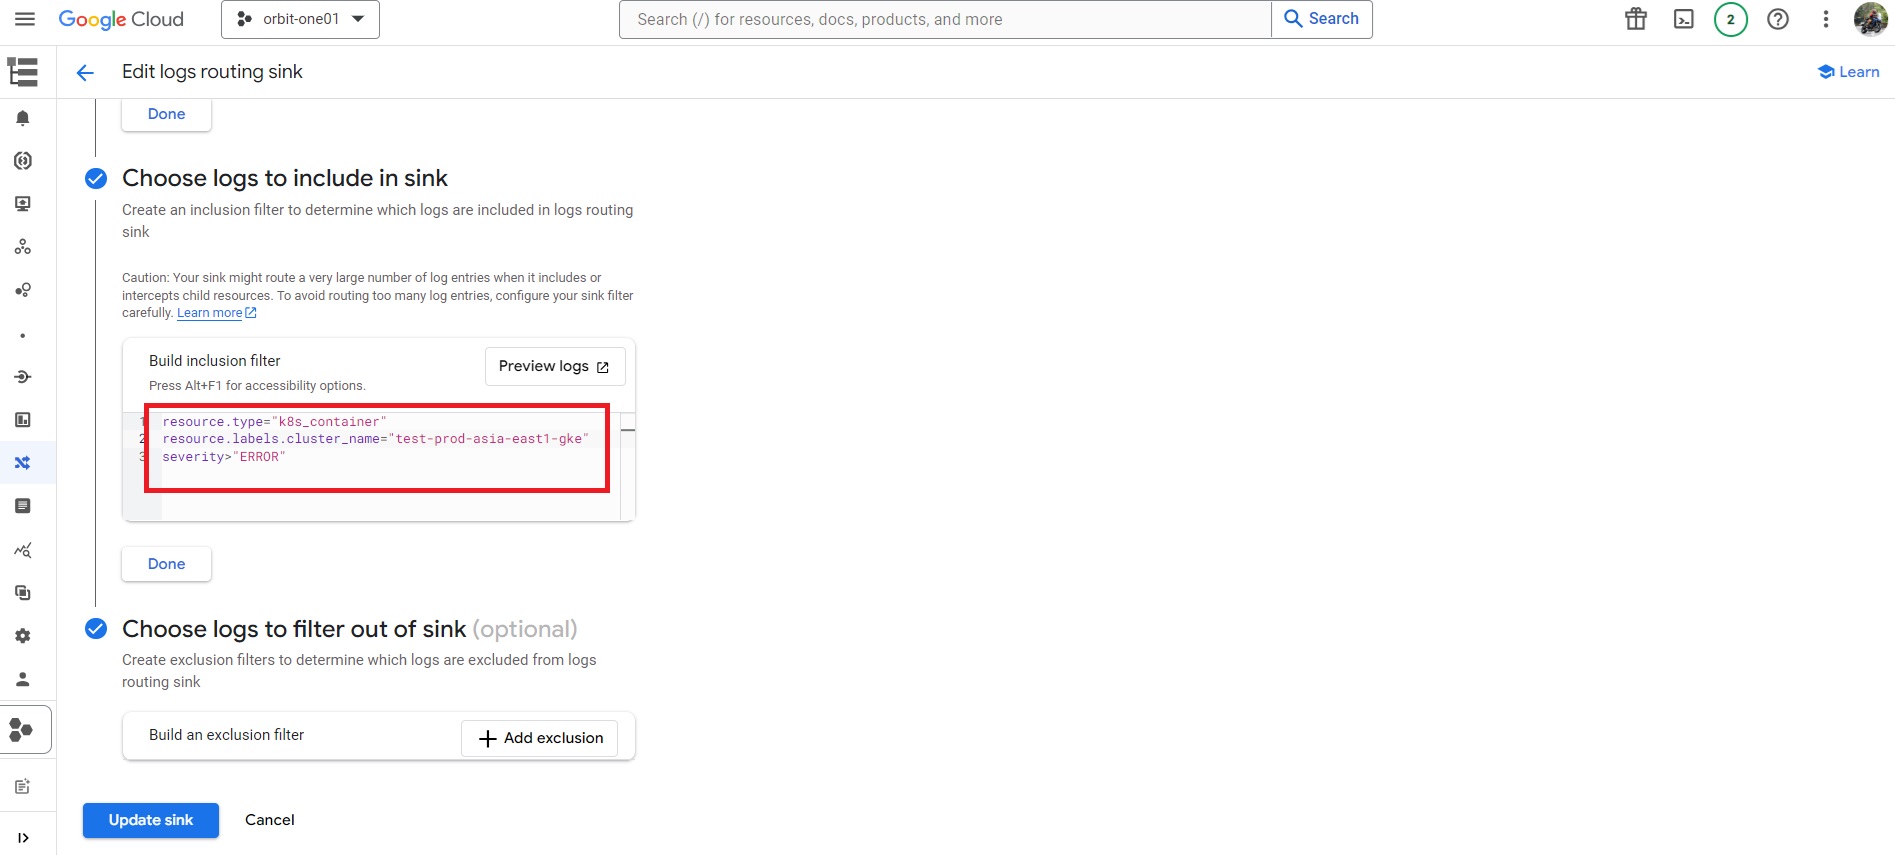 Google Cloud
orbit-one01
Search (/) for resources, docs, products, and more
Search
2
Edit logs routing sink
Learn
Done
Choose logs to include in sink
Create an inclusion filter to determine which logs are included in logs routing
sink
Caution: Your sink might route a very large number of log entries when it includes or
intercepts child resources. To avoid routing too many log entries, configure your sink filter
carefully. Learn more
Build inclusion filter
Preview logs
Press Alt+F1 for accessibility options.
1 resource.type="k8s_container"
2 resource.labels.cluster_name="test-prod-asia-east1-gke"
3 severity>"ERROR"
Done
Choose logs to filter out of sink (optional)
Create exclusion filters to determine which logs are excluded from logs
routing sink
Build an exclusion filter
Add exclusion
Update sink
Cancel